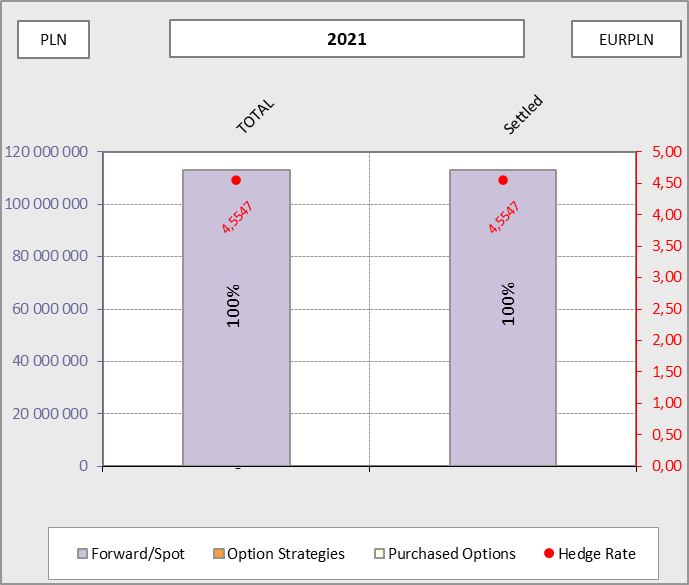 PLN
2021
EURPLN
TOTAL
Settled
120 000 000
100 000 000
80 000 000
60 000 000
40 000 000
20 000 000
0
5,00
4,50
4,00
3,50
3,00
2,50
2,00
1,50
1,00
0,50
0,00
4,5547
4,5547
100%
100%
Forward/Spot
Option Strategies
Purchased Options
Hedge Rate